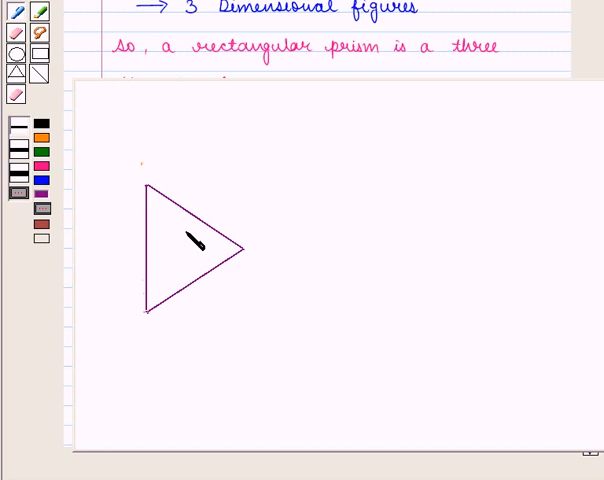 ⟶ 3 Dimensional figures
So, a rectangular prism is a three